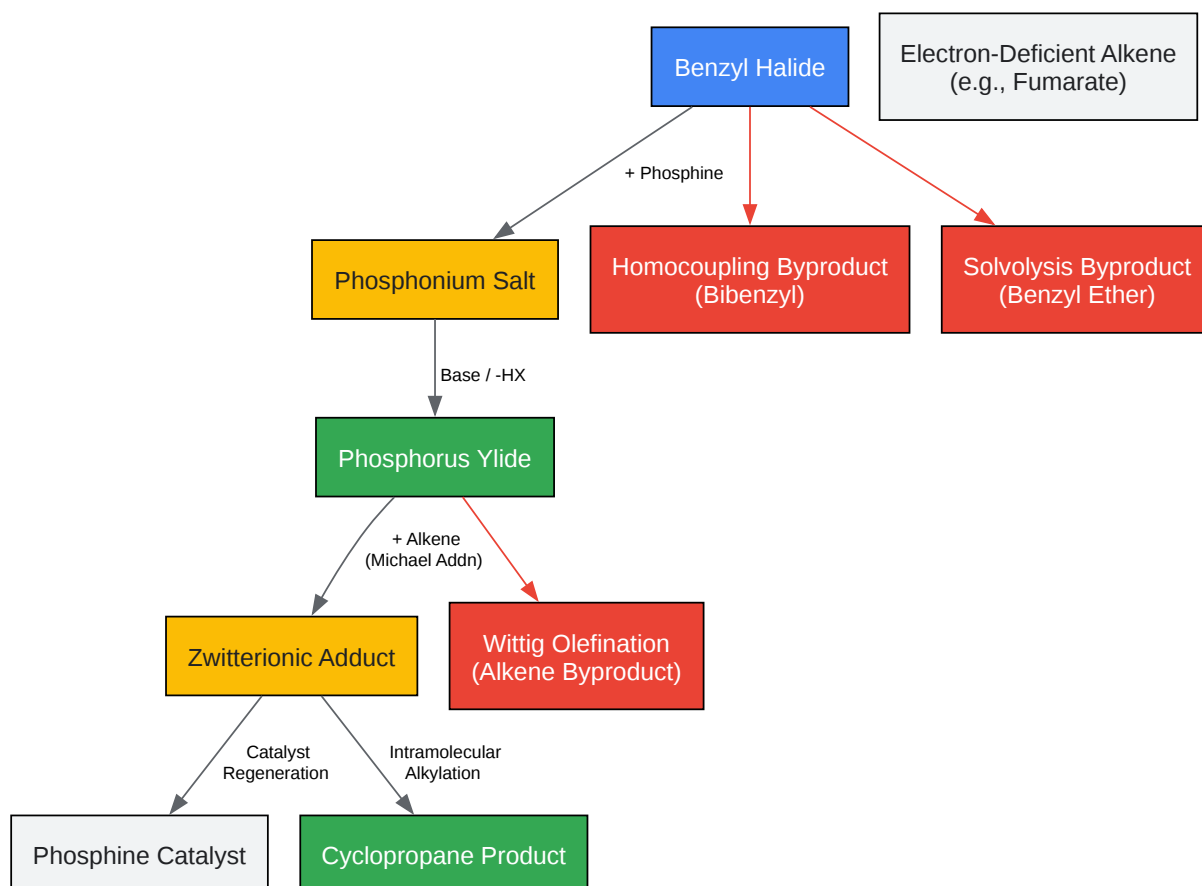 Benzyl Halide
Electron-Deficient Alkene
(e.g., Fumarate)
+ Phosphine
Phosphonium Salt
Homocoupling Byproduct
(Bibenzyl)
Solvolysis Byproduct
(Benzyl Ether)
Base / -HX
Phosphorus Ylide
+ Alkene
(Michael Addn)
Zwitterionic Adduct
Wittig Olefination
(Alkene Byproduct)
Catalyst
Regeneration
Intramolecular
Alkylation
Phosphine Catalyst
Cyclopropane Product